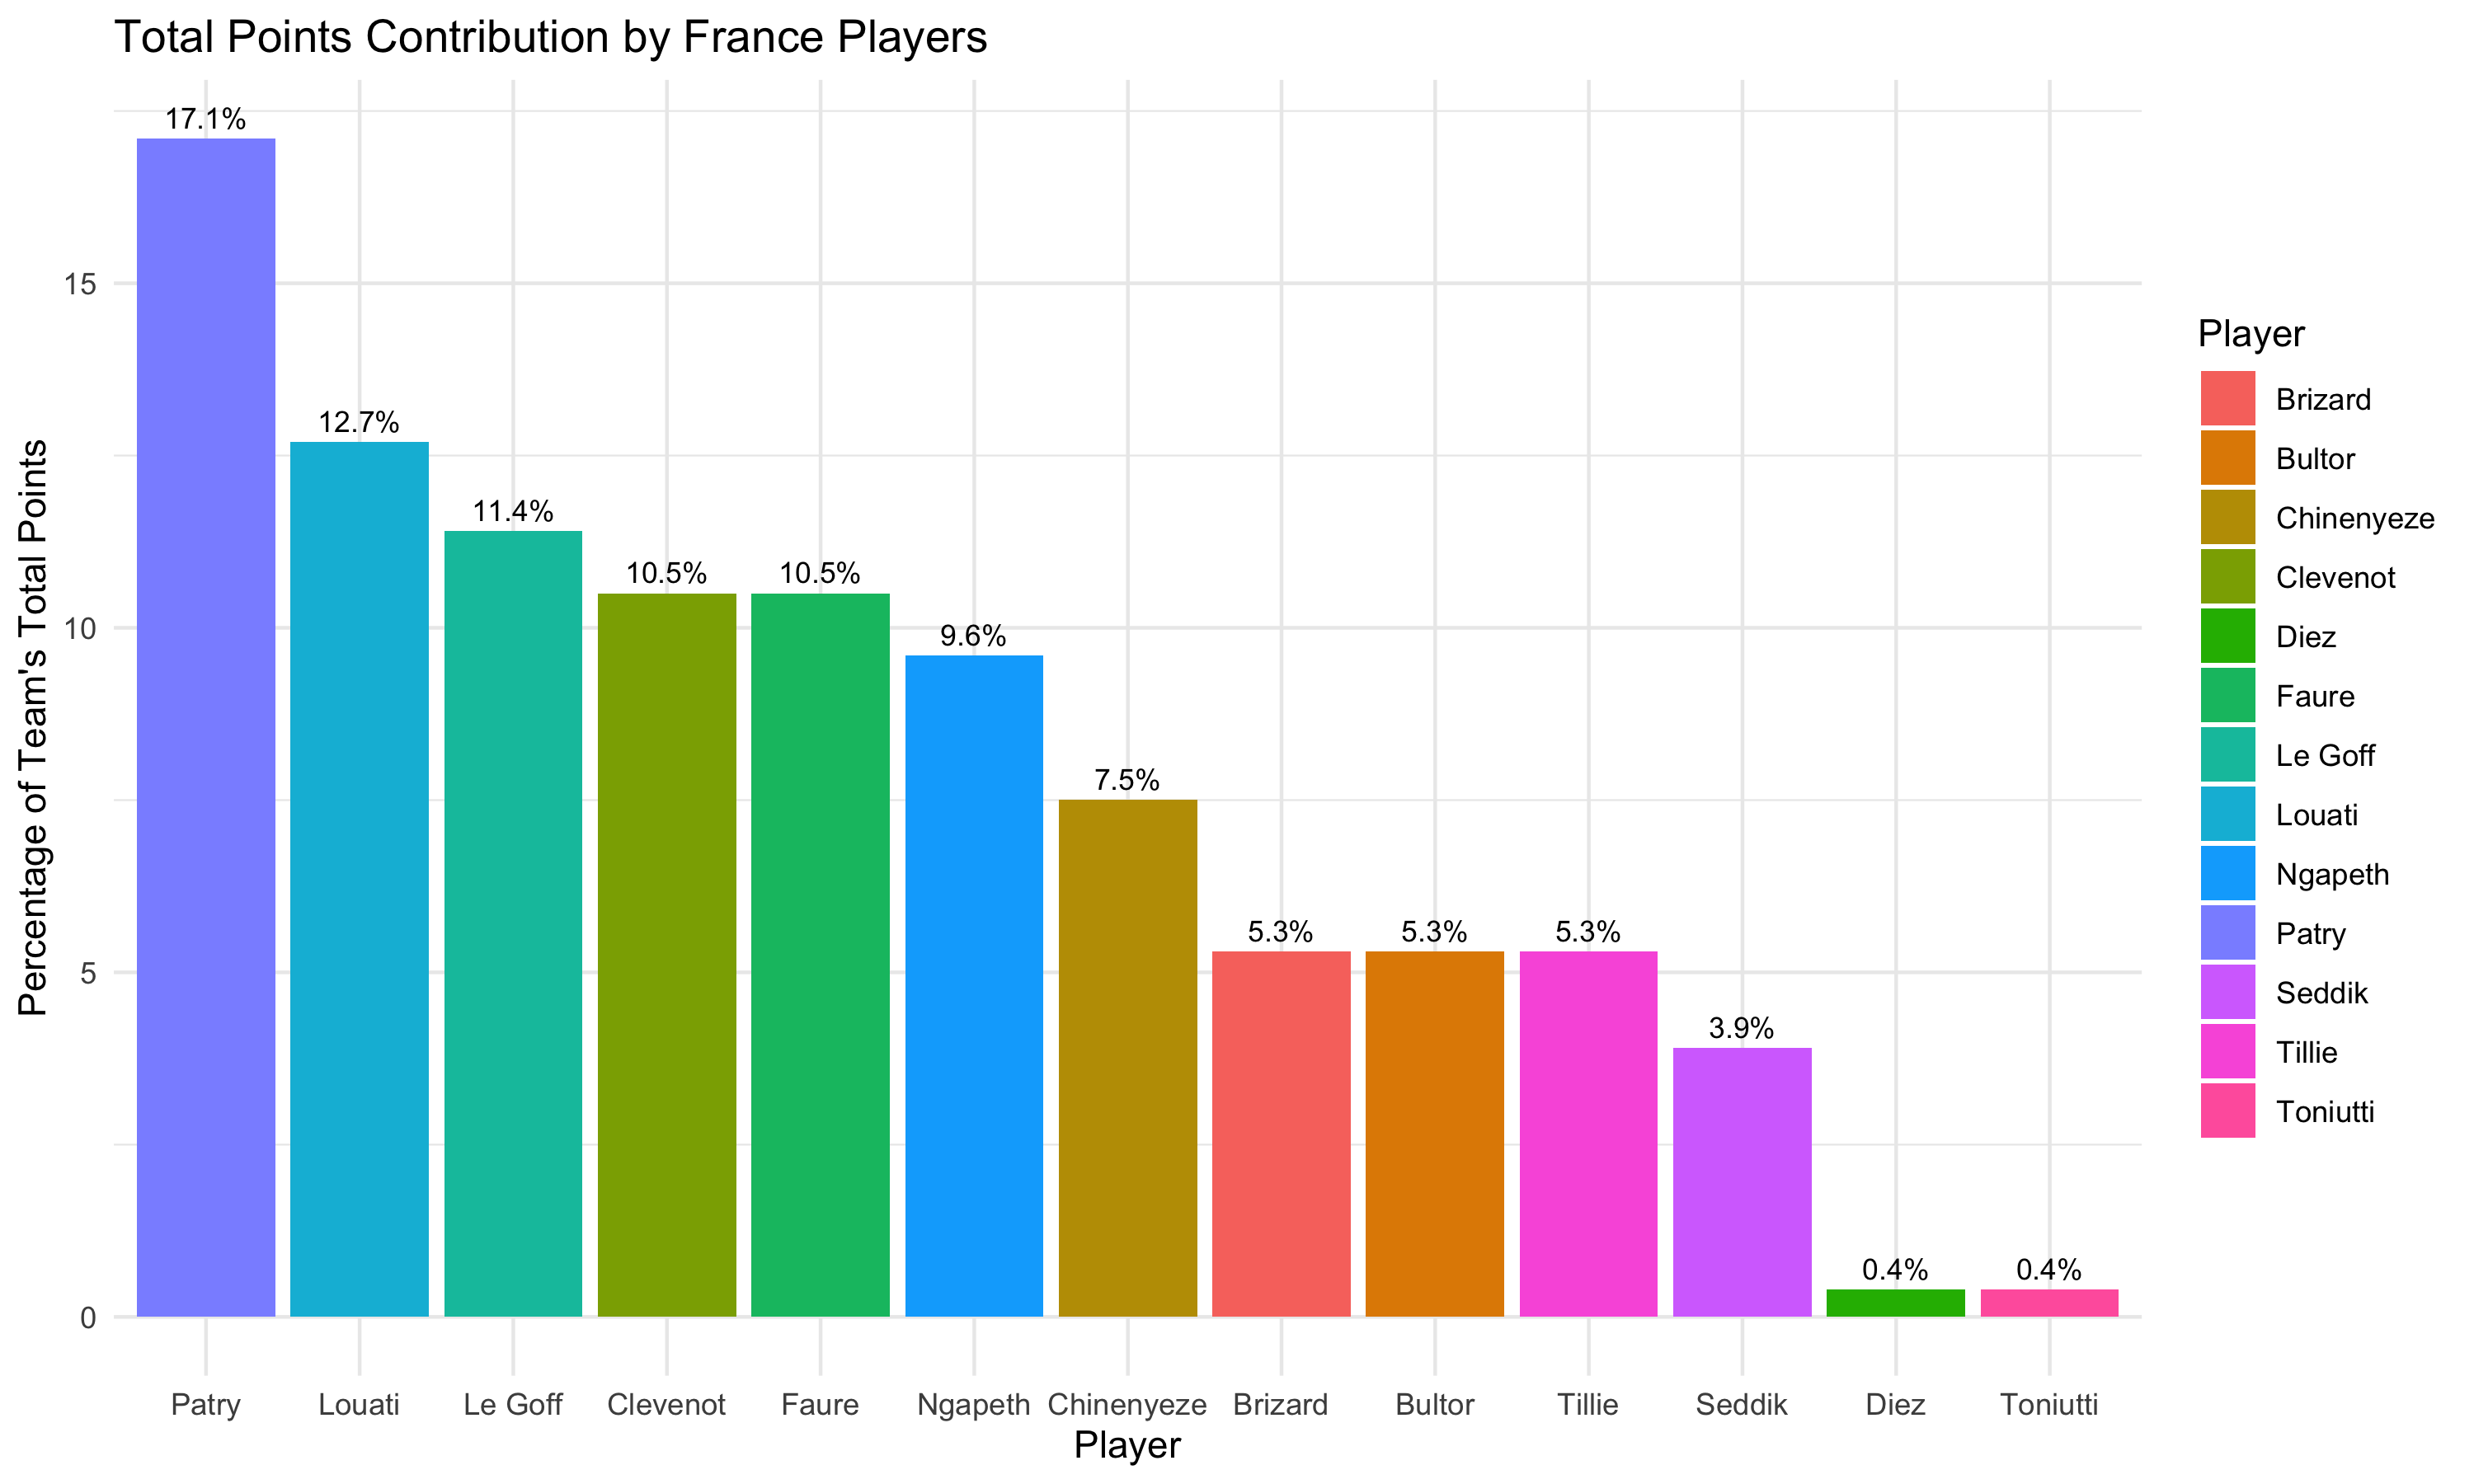 Total Points Contribution by France Players
Percentage of Team's Total Points
15
10
5
0
17.1%
12.7%
11.4%
10.5%
10.5%
9.6%
7.5%
5.3%
5.3%
5.3%
3.9%
0.4%
0.4%
Patry
Louati
Le Goff
Clevenot
Faure
Ngapeth
Chinenyeze
Brizard
Bultor
Tillie
Seddik
Diez
Toniutti
Player
Player
Brizard
Bultor
Chinenyeze
Clevenot
Diez
Faure
Le Goff
Louati
Ngapeth
Patry
Seddik
Tillie
Toniutti